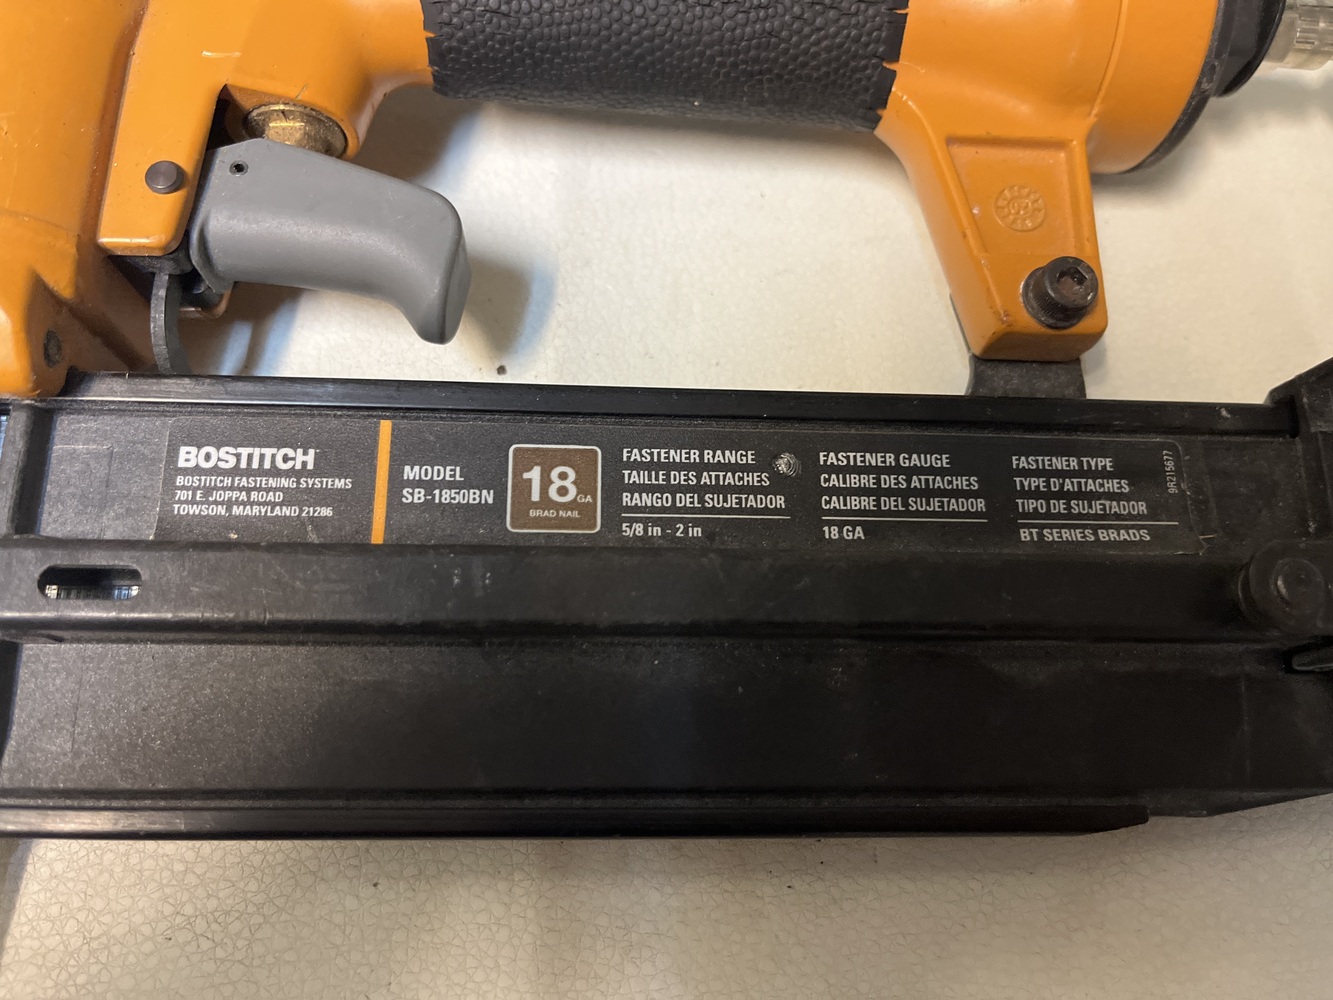 BOSTITCH
BOSTITCH FASTENING SYSTEMS
701 E. JOPPA ROAD
TOWSON, MARYLAND 21286
MODEL
SB-1850BN
18 GA
BRAD NAIL
FASTENER RANGE
TAILLE DES ATTACHES
RANGO DEL SUJETADOR
5/8 in - 2 in
FASTENER GAUGE
CALIBRE DES ATTACHES
CALIBRE DEL SUJETADOR
18 GA
FASTENER TYPE
TYPE D'ATTACHES
TIPO DE SUJETADOR
BT SERIES BRADS
9R215677